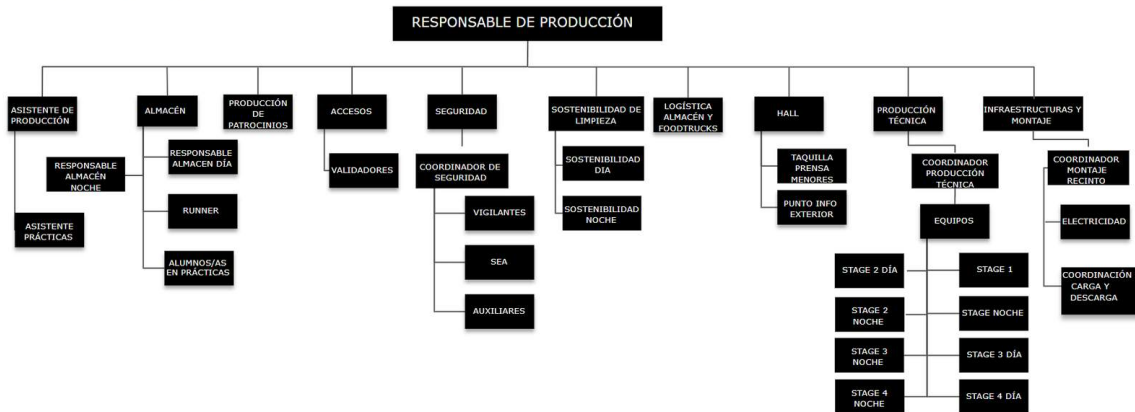 RESPONSABLE DE PRODUCCIÓN
ASISTENTE DE
PRODUCCIÓN
ASISTENTE
PRÁCTICAS
ALMACÉN
RESPONSABLE
ALMACÉN
NOCHE
RESPONSABLE
ALMACEN DÍA
RUNNER
ALUMNOS/AS
EN PRÁCTICAS
PRODUCCIÓN
DE
PATROCINIOS
ACCESOS
VALIDADORES
SEGURIDAD
COORDINADOR DE
SEGURIDAD
VIGILANTES
SEA
AUXILIARES
SOSTENIBILIDAD DE
LIMPIEZA
SOSTENIBILIDAD
DIA
SOSTENIBILIDAD
NOCHE
LOGÍSTICA
ALMACÉN Y
FOODTRUCKS
HALL
TAQUILLA
PRENSA
MENORES
PUNTO INFO
EXTERIOR
PRODUCCIÓN
TÉCNICA
COORDINADOR
PRODUCCIÓN
TÉCNICA
EQUIPOS
STAGE 2 DÍA
STAGE 1
STAGE 2
NOCHE
STAGE NOCHE
STAGE 3
NOCHE
STAGE 3 DÍA
STAGE 4
NOCHE
STAGE 4 DÍA
INFRAESTRUCTURAS Y
MONTAJE
COORDINADOR
MONTAJE
RECINTO
ELECTRICIDAD
COORDINACIÓN
CARGA Y
DESCARGA